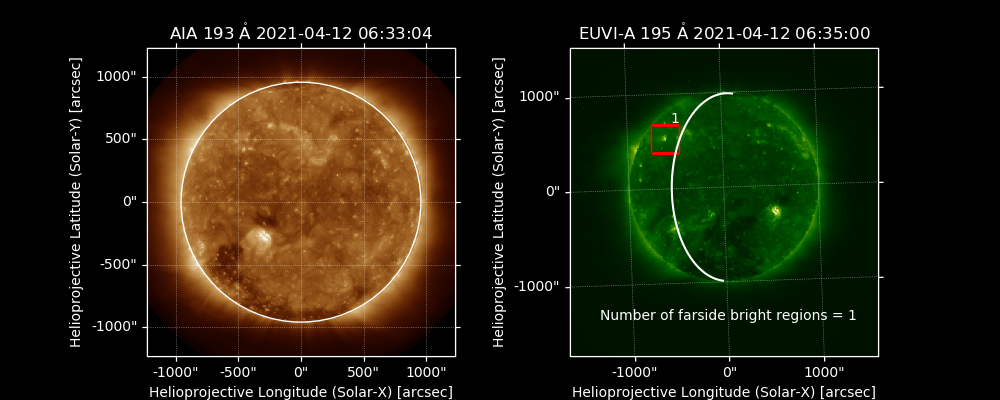 AIA 193 Å 2021-04-12 06:33:04
1000"
500"
0"
-500"
-1000"
-1000" -500" 0" 500" 1000"
Helioprojective Latitude (Solar-Y) [arcsec]
Helioprojective Longitude (Solar-X) [arcsec]
EUVI-A 195 Å 2021-04-12 06:35:00
1000"
0"
-1000"
-1000" 0" 1000"
Helioprojective Latitude (Solar-Y) [arcsec]
Helioprojective Longitude (Solar-X) [arcsec]
1
Number of farside bright regions = 1